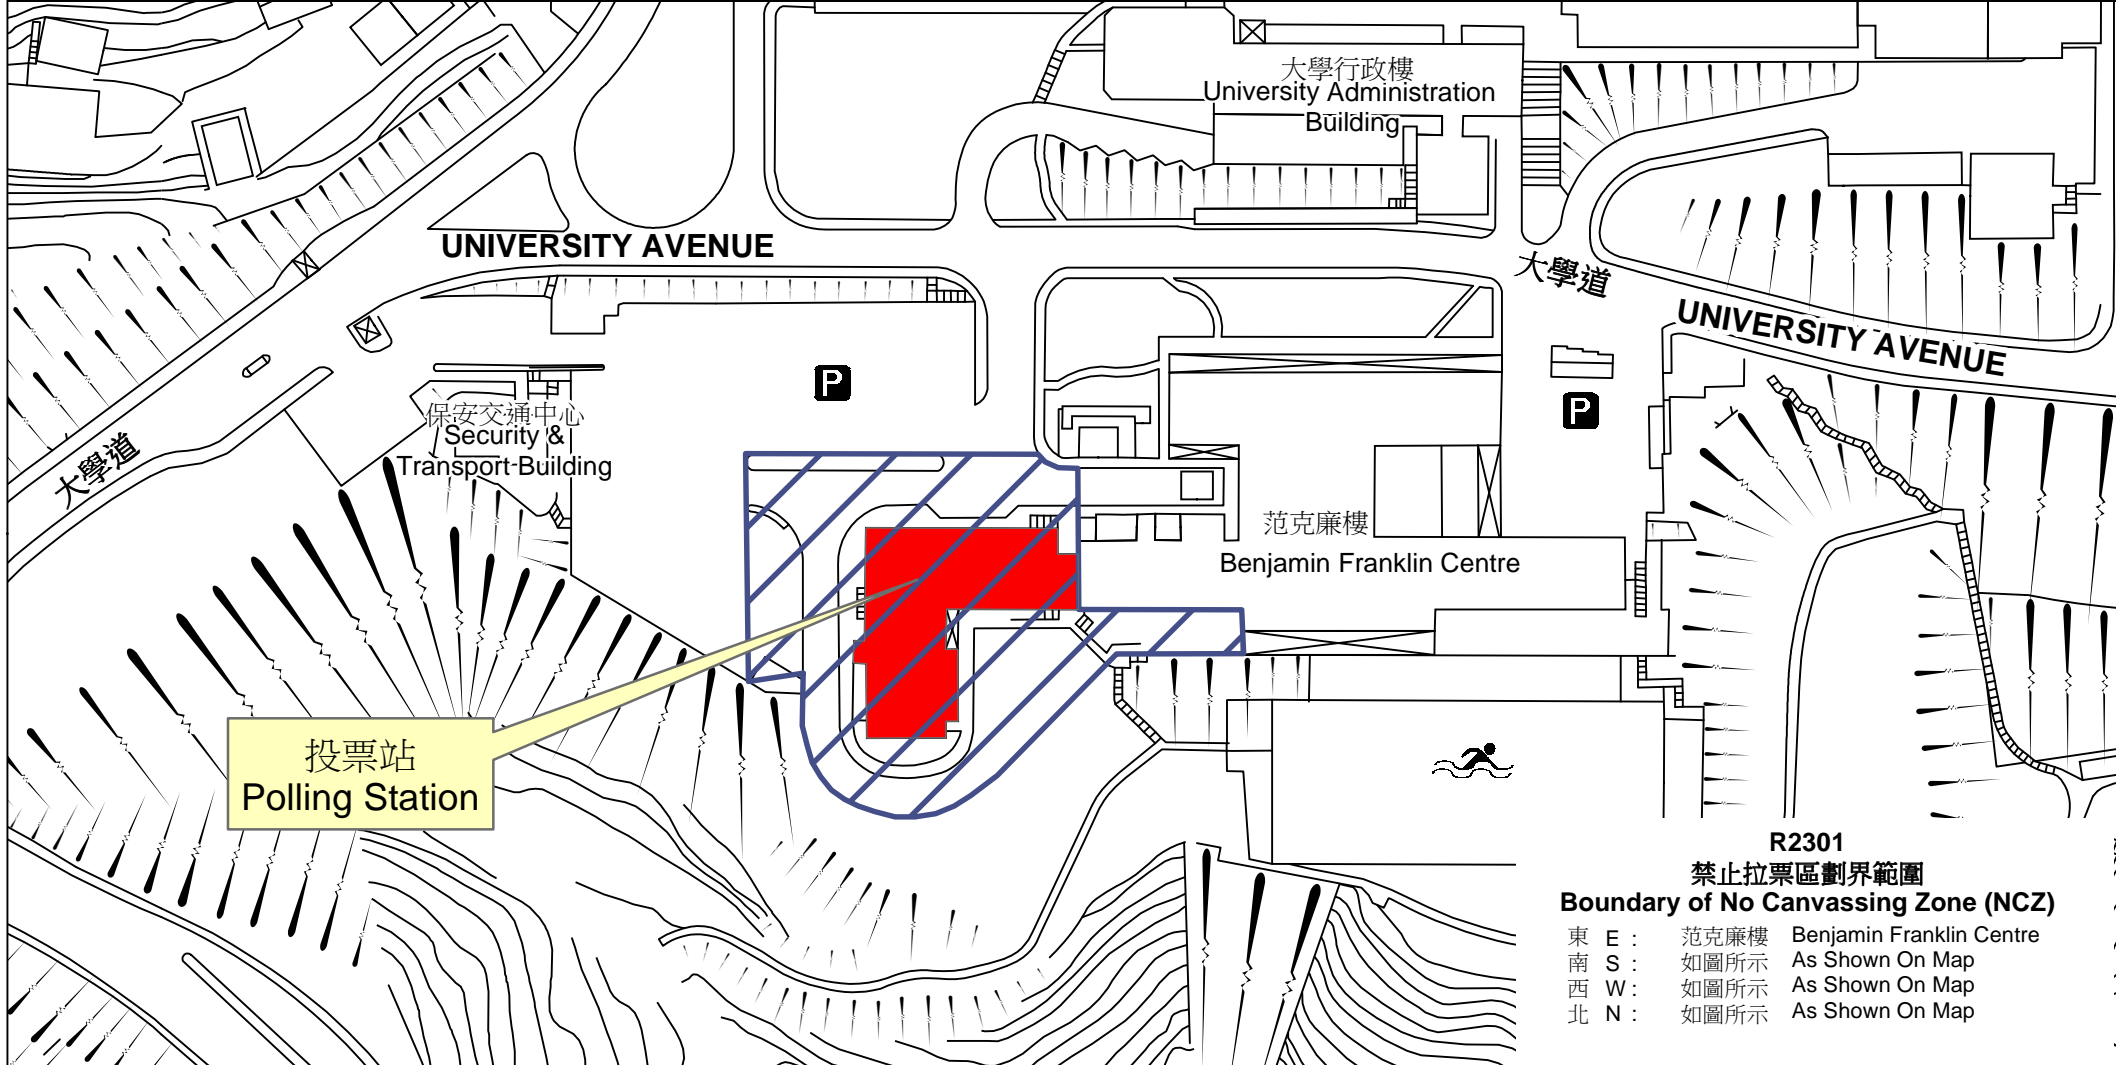 大學行政樓
University Administration
Building
UNIVERSITY AVENUE
大學道
UNIVERSITY AVENUE
P
P
保安交通中心
Security &
Transport Building
大學道
范克廉樓
Benjamin Franklin Centre
投票站
Polling Station
R2301
禁止拉票區劃界範圍
Boundary of No Canvassing Zone (NCZ)
東 E : 范克廉樓 Benjamin Franklin Centre
南 S : 如圖所示 As Shown On Map
西 W : 如圖所示 As Shown On Map
北 N : 如圖所示 As Shown On Map